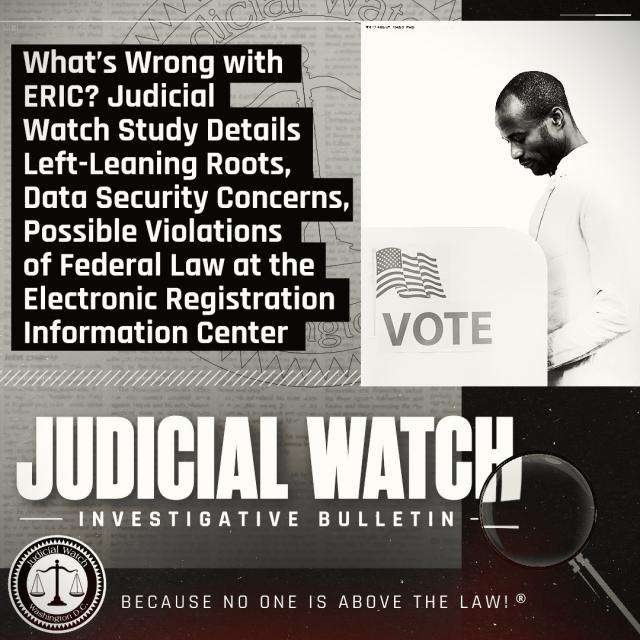 What's Wrong with
ERIC? Judicial
Watch Study Details
Left-Leaning Roots,
Data Security Concerns,
Possible Violations
of Federal Law at the
Electronic Registration
Information Center
VOTE
JUDICIAL WATCH
INVESTIGATIVE BULLETIN
Judicial Watch
Washington D.C.
BECAUSE NO ONE IS ABOVE THE LAW!®